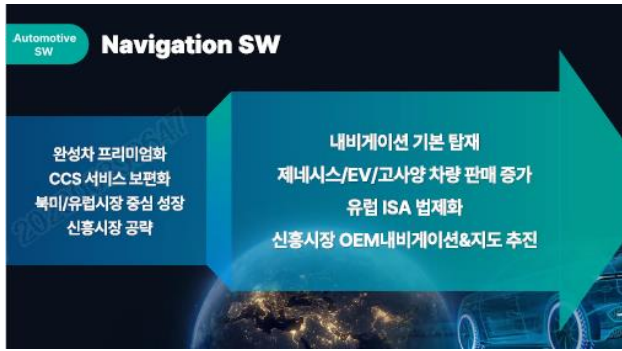 Automotive
SW
Navigation SW
완성차 프리미엄화
CCS 서비스 보편화
북미/유럽시장 중심 성장
신흥시장 공략
내비게이션 기본 탑재
제네시스/EV/고사양 차량 판매 증가
유럽 ISA 법제화
신흥시장 OEM내비게이션&지도 추진